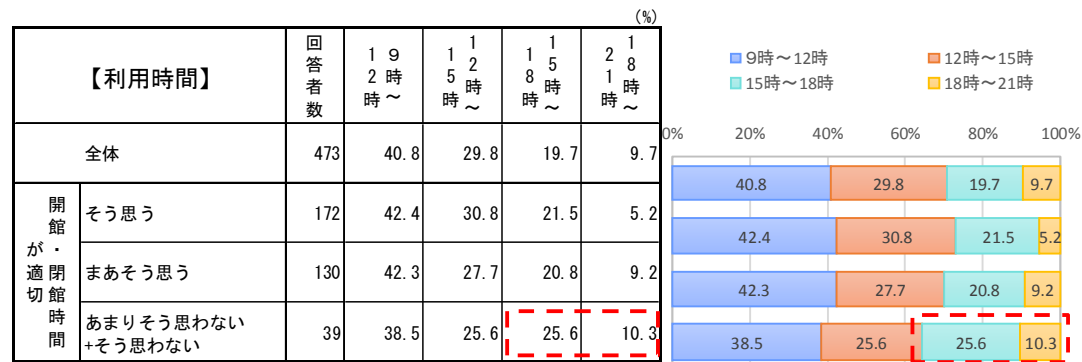 (%)
【利用時間】 回答者数 9時～12時 12時～15時 15時～18時 18時～21時
全体 473 40.8 29.8 19.7 9.7
開館・閉館時間が適切
そう思う 172 42.4 30.8 21.5 5.2
まあそう思う 130 42.3 27.7 20.8 9.2
あまりそう思わない
+そう思わない 39 38.5 25.6 25.6 10.3
9時～12時 12時～15時
15時～18時 18時～21時
0% 20% 40% 60% 80% 100%
40.8 29.8 19.7 9.7
42.4 30.8 21.5 5.2
42.3 27.7 20.8 9.2
38.5 25.6 25.6 10.3